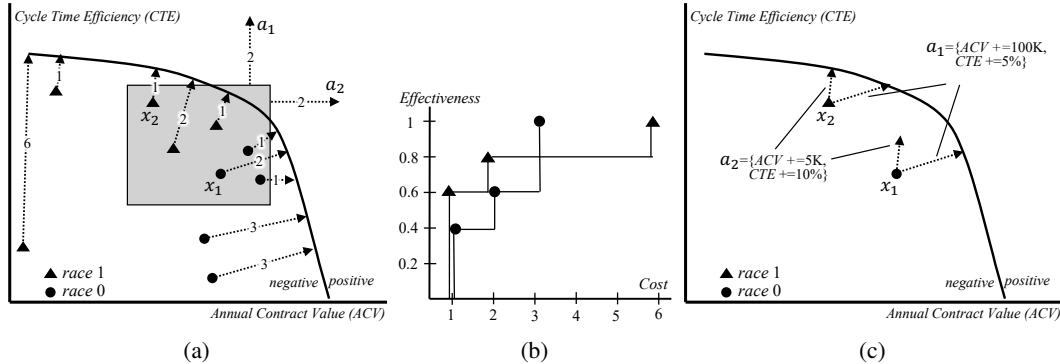 Cycle Time Efficiency (CTE)
a₁
2
a₂
2
1
6
1
x₂
2
1
1
2
x₁
1
3
3
race 1
race 0
negative
positive
Annual Contract Value (ACV)
(a)
Effectiveness
1
0.8
0.6
0.4
0.2
Cost
1 2 3 4 5 6
(b)
Cycle Time Efficiency (CTE)
a₁={ACV +=100K,
CTE +=5%}
x₂
a₂={ACV +=5K,
CTE +=10%}
x₁
race 1
race 0
negative
positive
Annual Contract Value (ACV)
(c)